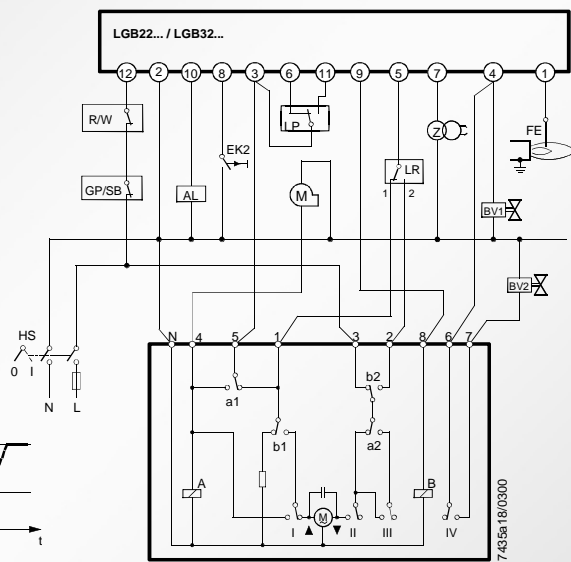 LGB22... / LGB32...
12 2 10 8 3 6 11 9 5 7 4 1
R/W
LP
Z
FE
EK2
GP/SB
AL
M
LR
1 2
BV1
BV2
HS
0 I
N L
N 4 5 1 3 2 8 6 7
a1
b2
b1
a2
A
B
I
M
II
III
IV
t
7435a18/0300